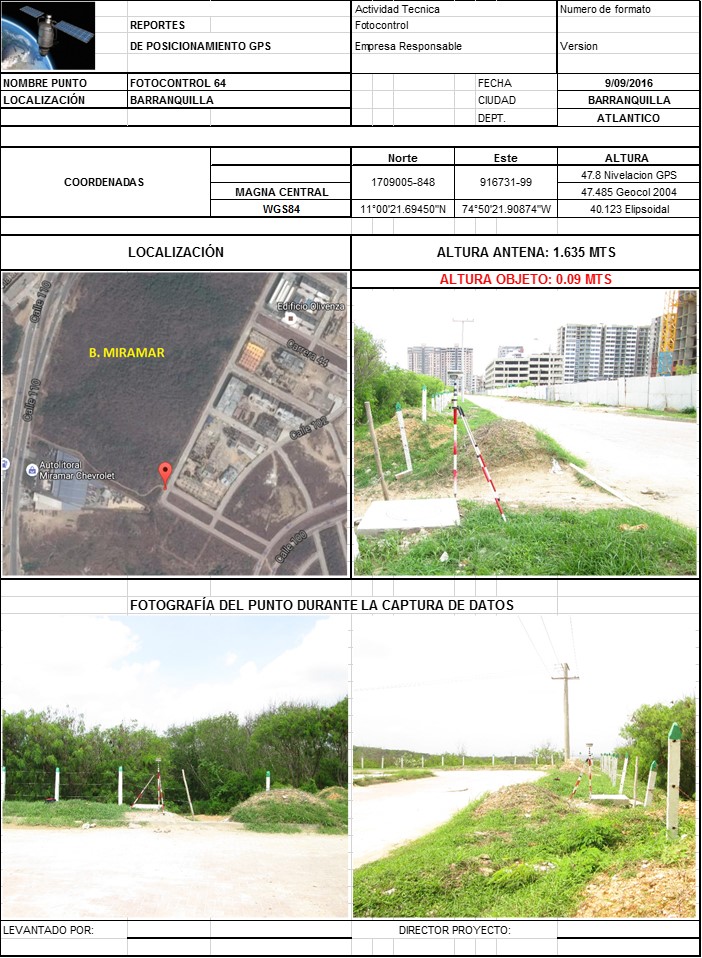 Actividad Tecnica
Numero de formato
REPORTES
Fotocontrol
DE POSICIONAMIENTO GPS
Empresa Responsable
Version
NOMBRE PUNTO
FOTOCONTROL 64
FECHA
9/09/2016
LOCALIZACIÓN
BARRANQUILLA
CIUDAD
BARRANQUILLA
DEPT.
ATLANTICO
COORDENADAS
Norte
Este
ALTURA
MAGNA CENTRAL
1709005-848
916731-99
47.8 Nivelacion GPS
47.485 Geocol 2004
WGS84
11°00'21.69450"N
74°50'21.90874"W
40.123 Elipsoidal
LOCALIZACIÓN
ALTURA ANTENA: 1.635 MTS
ALTURA OBJETO: 0.09 MTS
Calle 110
Edificio Olivenza
B. MIRAMAR
Carrera 44
Calle 110
Calle 102
Autolitoral
Miramar Chevrolet
Calle 100
FOTOGRAFÍA DEL PUNTO DURANTE LA CAPTURA DE DATOS
LEVANTADO POR:
DIRECTOR PROYECTO: